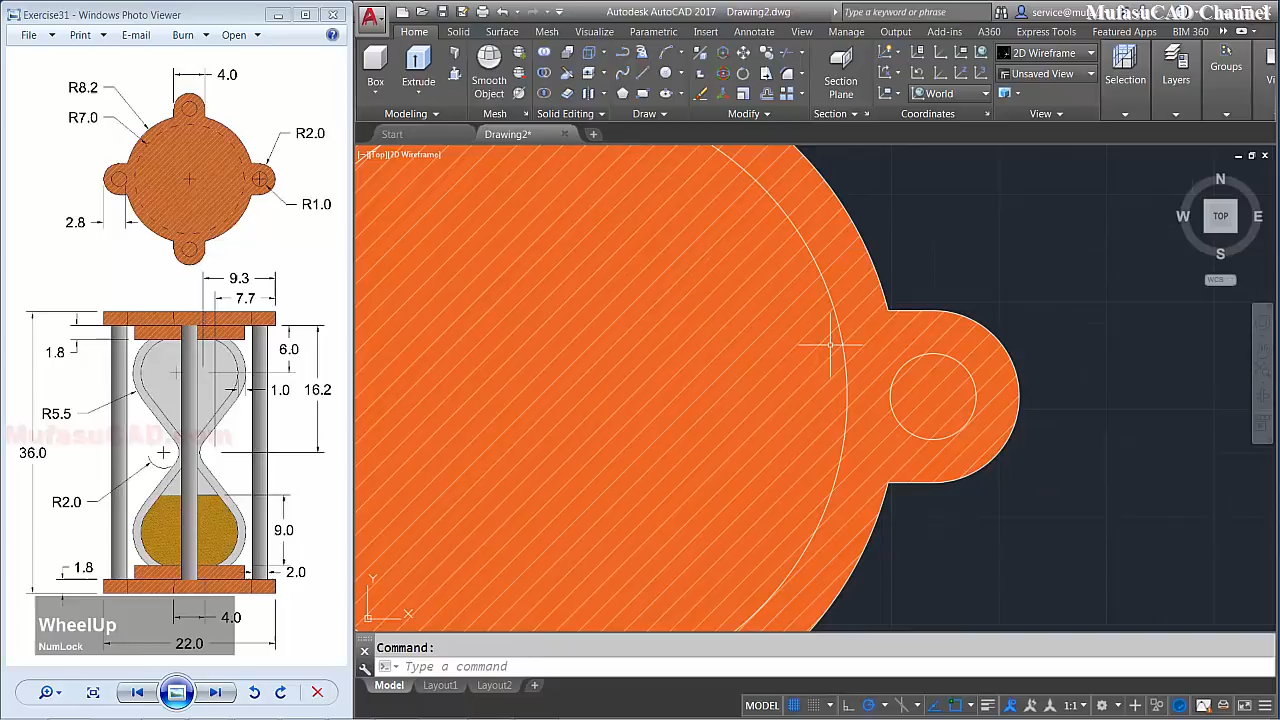 Exercise31 - Windows Photo Viewer
File
Print
E-mail
Burn
Open
4.0
R8.2
R7.0
R2.0
R1.0
2.8
9.3
7.7
1.8
6.0
1.0
16.2
R5.5
MufasuCAD.com
36.0
R2.0
9.0
1.8
2.0
4.0
22.0
WheelUp
NumLock
Autodesk AutoCAD 2017
Drawing2.dwg
Type a keyword or phrase
MufasuCAD Channel
Home
Solid
Surface
Mesh
Visualize
Parametric
Insert
Annotate
View
Manage
Output
Add-ins
A360
Express Tools
Featured Apps
BIM 360
Box
Extrude
Smooth
Object
Section
Plane
2D Wireframe
Unsaved View
World
Selection
Layers
Groups
Modeling
Solid Editing
Draw
Modify
Section
Coordinates
View
Start
Drawing2*
[–][Top][2D Wireframe]
N
W
TOP
E
S
WCS
Y
X
Command:
Type a command
Model
Layout1
Layout2
MODEL
1:1